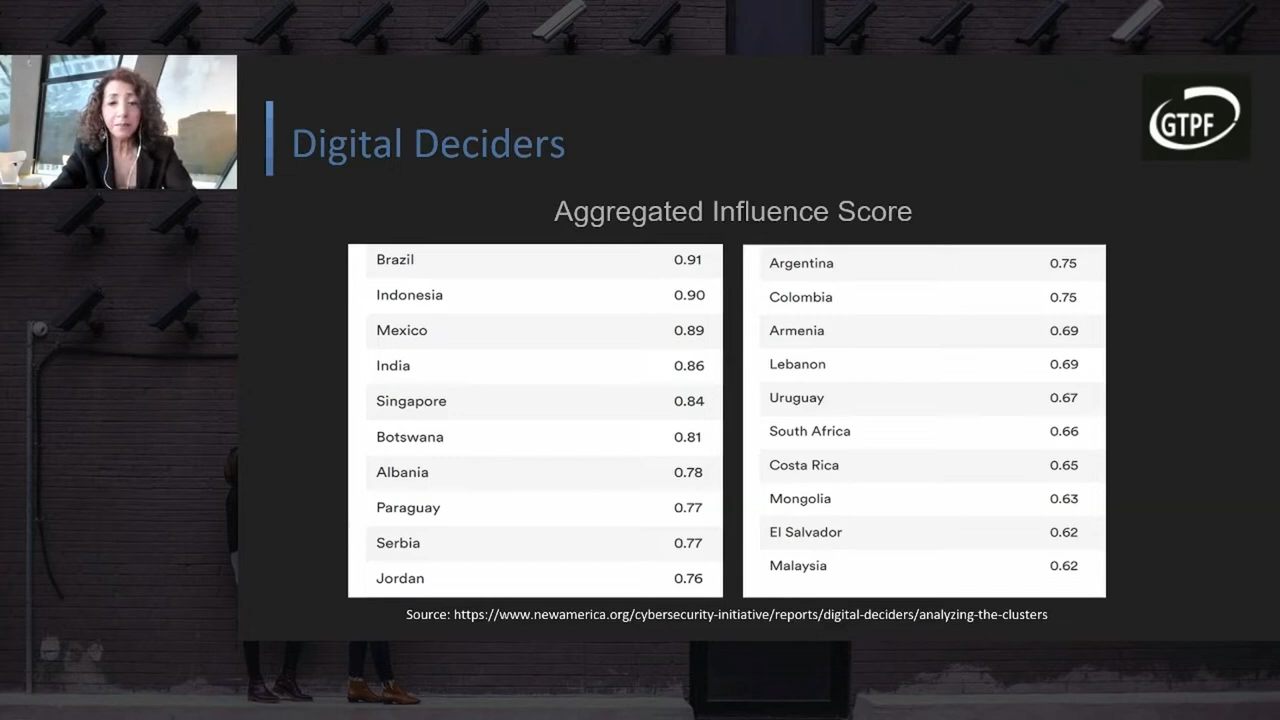 GTPF
Digital Deciders
Aggregated Influence Score
Brazil 0.91
Indonesia 0.90
Mexico 0.89
India 0.86
Singapore 0.84
Botswana 0.81
Albania 0.78
Paraguay 0.77
Serbia 0.77
Jordan 0.76
Argentina 0.75
Colombia 0.75
Armenia 0.69
Lebanon 0.69
Uruguay 0.67
South Africa 0.66
Costa Rica 0.65
Mongolia 0.63
El Salvador 0.62
Malaysia 0.62
Source: https://www.newamerica.org/cybersecurity-initiative/reports/digital-deciders/analyzing-the-clusters